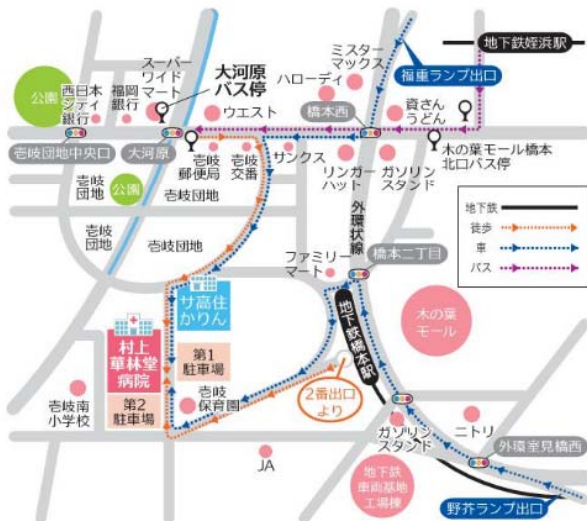 地下鉄姪浜駅
ミスター
マックス
スーパー
ワイド
マート
大河原
バス停
ハローディ
福重ランプ出口
公園
西日本
シティ
銀行
福岡
銀行
ウエスト
橋本西
資さん
うどん
壱岐団地中央口
大河原
壱岐
郵便局
壱岐
交番
サンクス
リンガー
ハット
ガソリン
スタンド
木の葉モール橋本
北口バス停
公園
壱岐
団地
壱岐団地
外環状線
地下鉄
徒歩
車
バス
壱岐
団地
壱岐団地
ファミリー
マート
橋本二丁目
サ高住
かりん
木の葉
モール
地下鉄橋本駅
村上
華林堂
病院
第1
駐車場
第2
駐車場
壱岐
保育園
2番出口
より
壱岐南
小学校
ガソリン
スタンド
ニトリ
外環室見橋西
JA
地下鉄
車両基地
工場棟
野芥ランプ出口